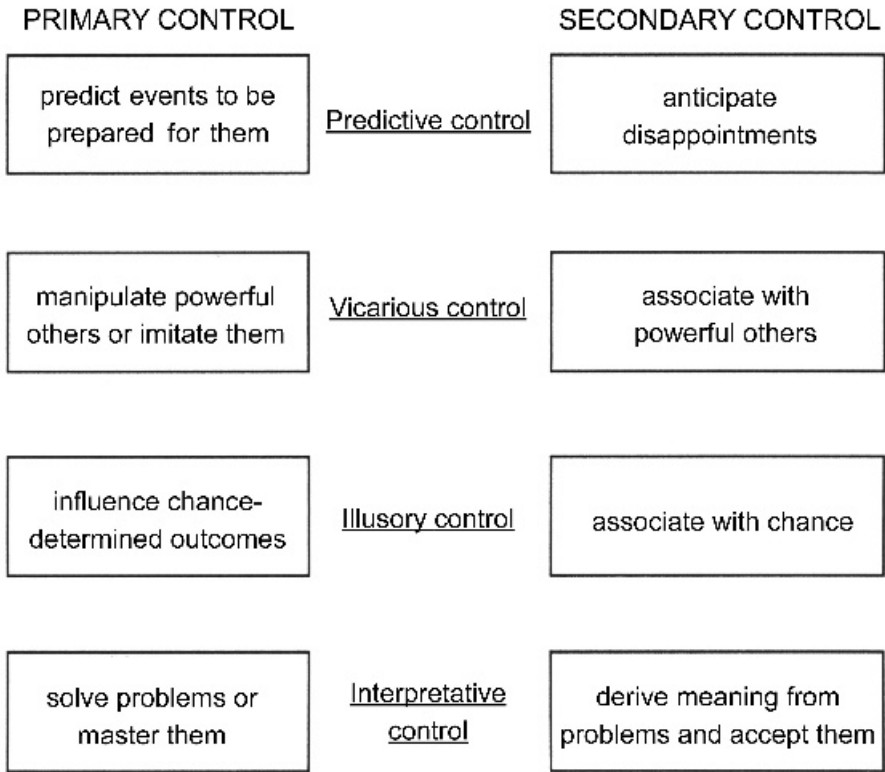 PRIMARY CONTROL
SECONDARY CONTROL
predict events to be
prepared for them
Predictive control
anticipate
disappointments
manipulate powerful
others or imitate them
Vicarious control
associate with
powerful others
influence chance-
determined outcomes
Illusory control
associate with chance
solve problems or
master them
Interpretative
control
derive meaning from
problems and accept them